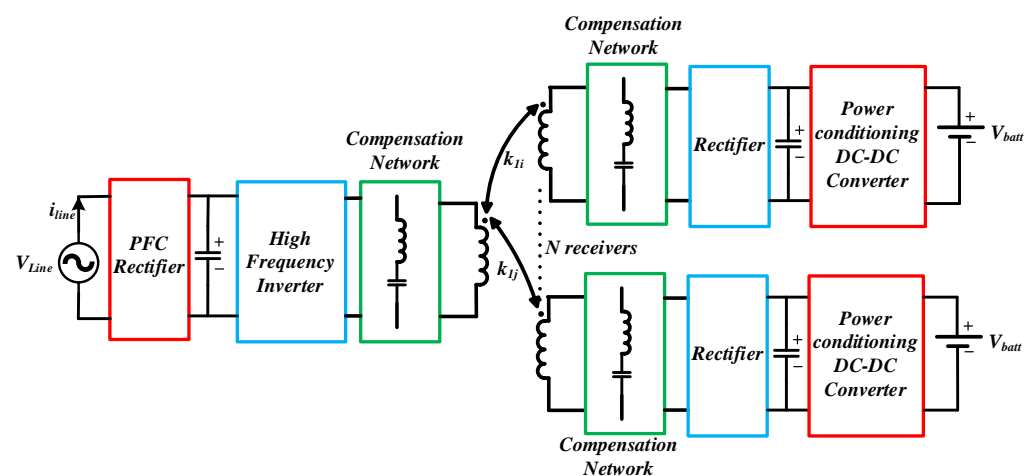 Compensation
Network
Compensation
Network
k1i
Rectifier
+
−
Power
conditioning
DC-DC
Converter
+
−
Vbatt
iline
VLine
PFC
Rectifier
+
−
High
Frequency
Inverter
N receivers
k1j
Rectifier
+
−
Power
conditioning
DC-DC
Converter
+
−
Vbatt
Compensation
Network